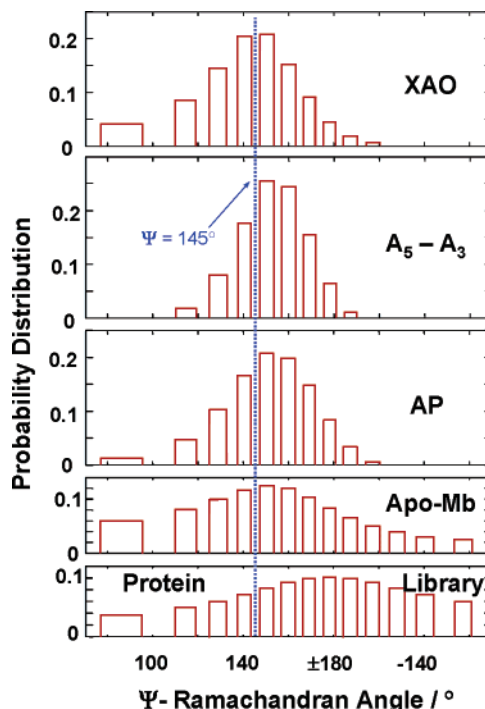 0.2
0.1
0
XAO
0.2
0.1
0
Ψ = 145°
A5 – A3
0.2
0.1
0
AP
0.1
0
Apo-Mb
0.1
0
Protein
Library
Probability Distribution
100
140
±180
-140
Ψ- Ramachandran Angle / °